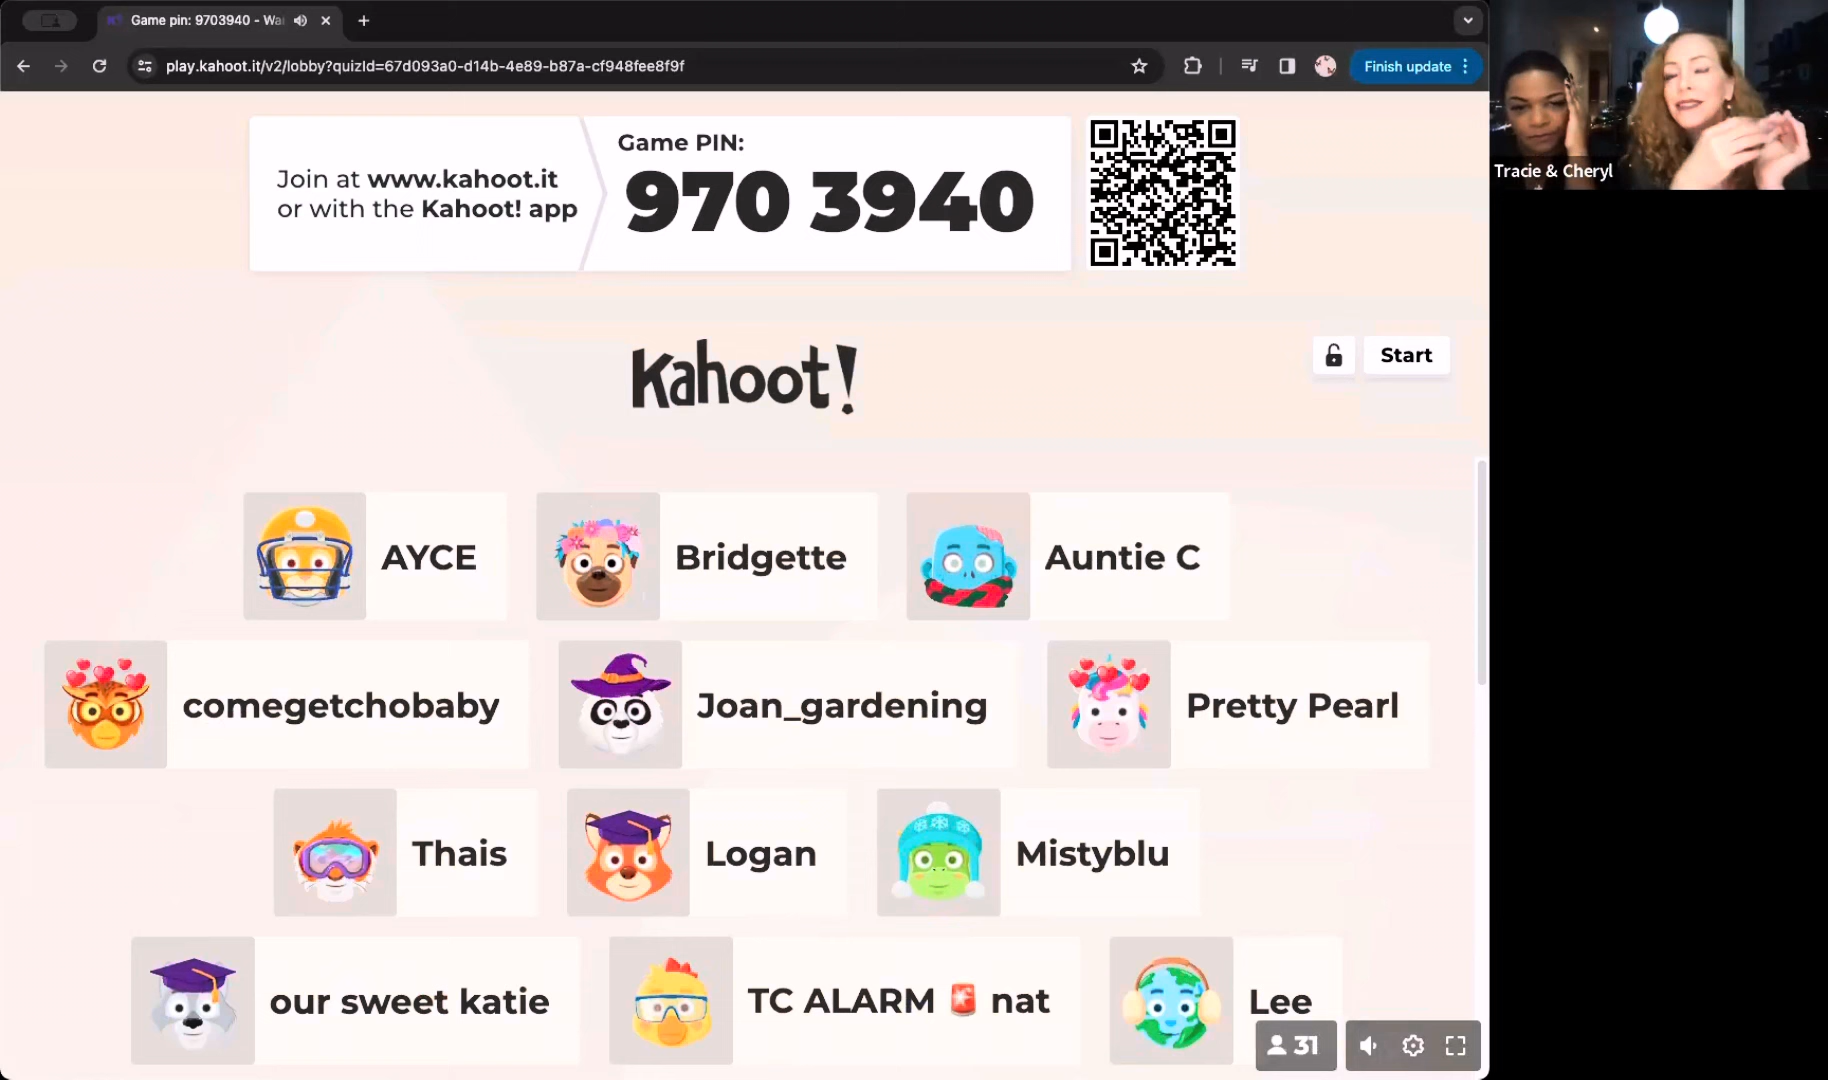 Game pin: 9703940 - Wai
play.kahoot.it/v2/lobby?quizId=67d093a0-d14b-4e89-b87a-cf948fee8f9f
Finish update
Join at www.kahoot.it
or with the Kahoot! app
Game PIN:
970 3940
Tracie & Cheryl
Kahoot!
Start
AYCE
Bridgette
Auntie C
comegetchobaby
Joan_gardening
Pretty Pearl
Thais
Logan
Mistyblu
our sweet katie
TC ALARM 🚨 nat
Lee
31